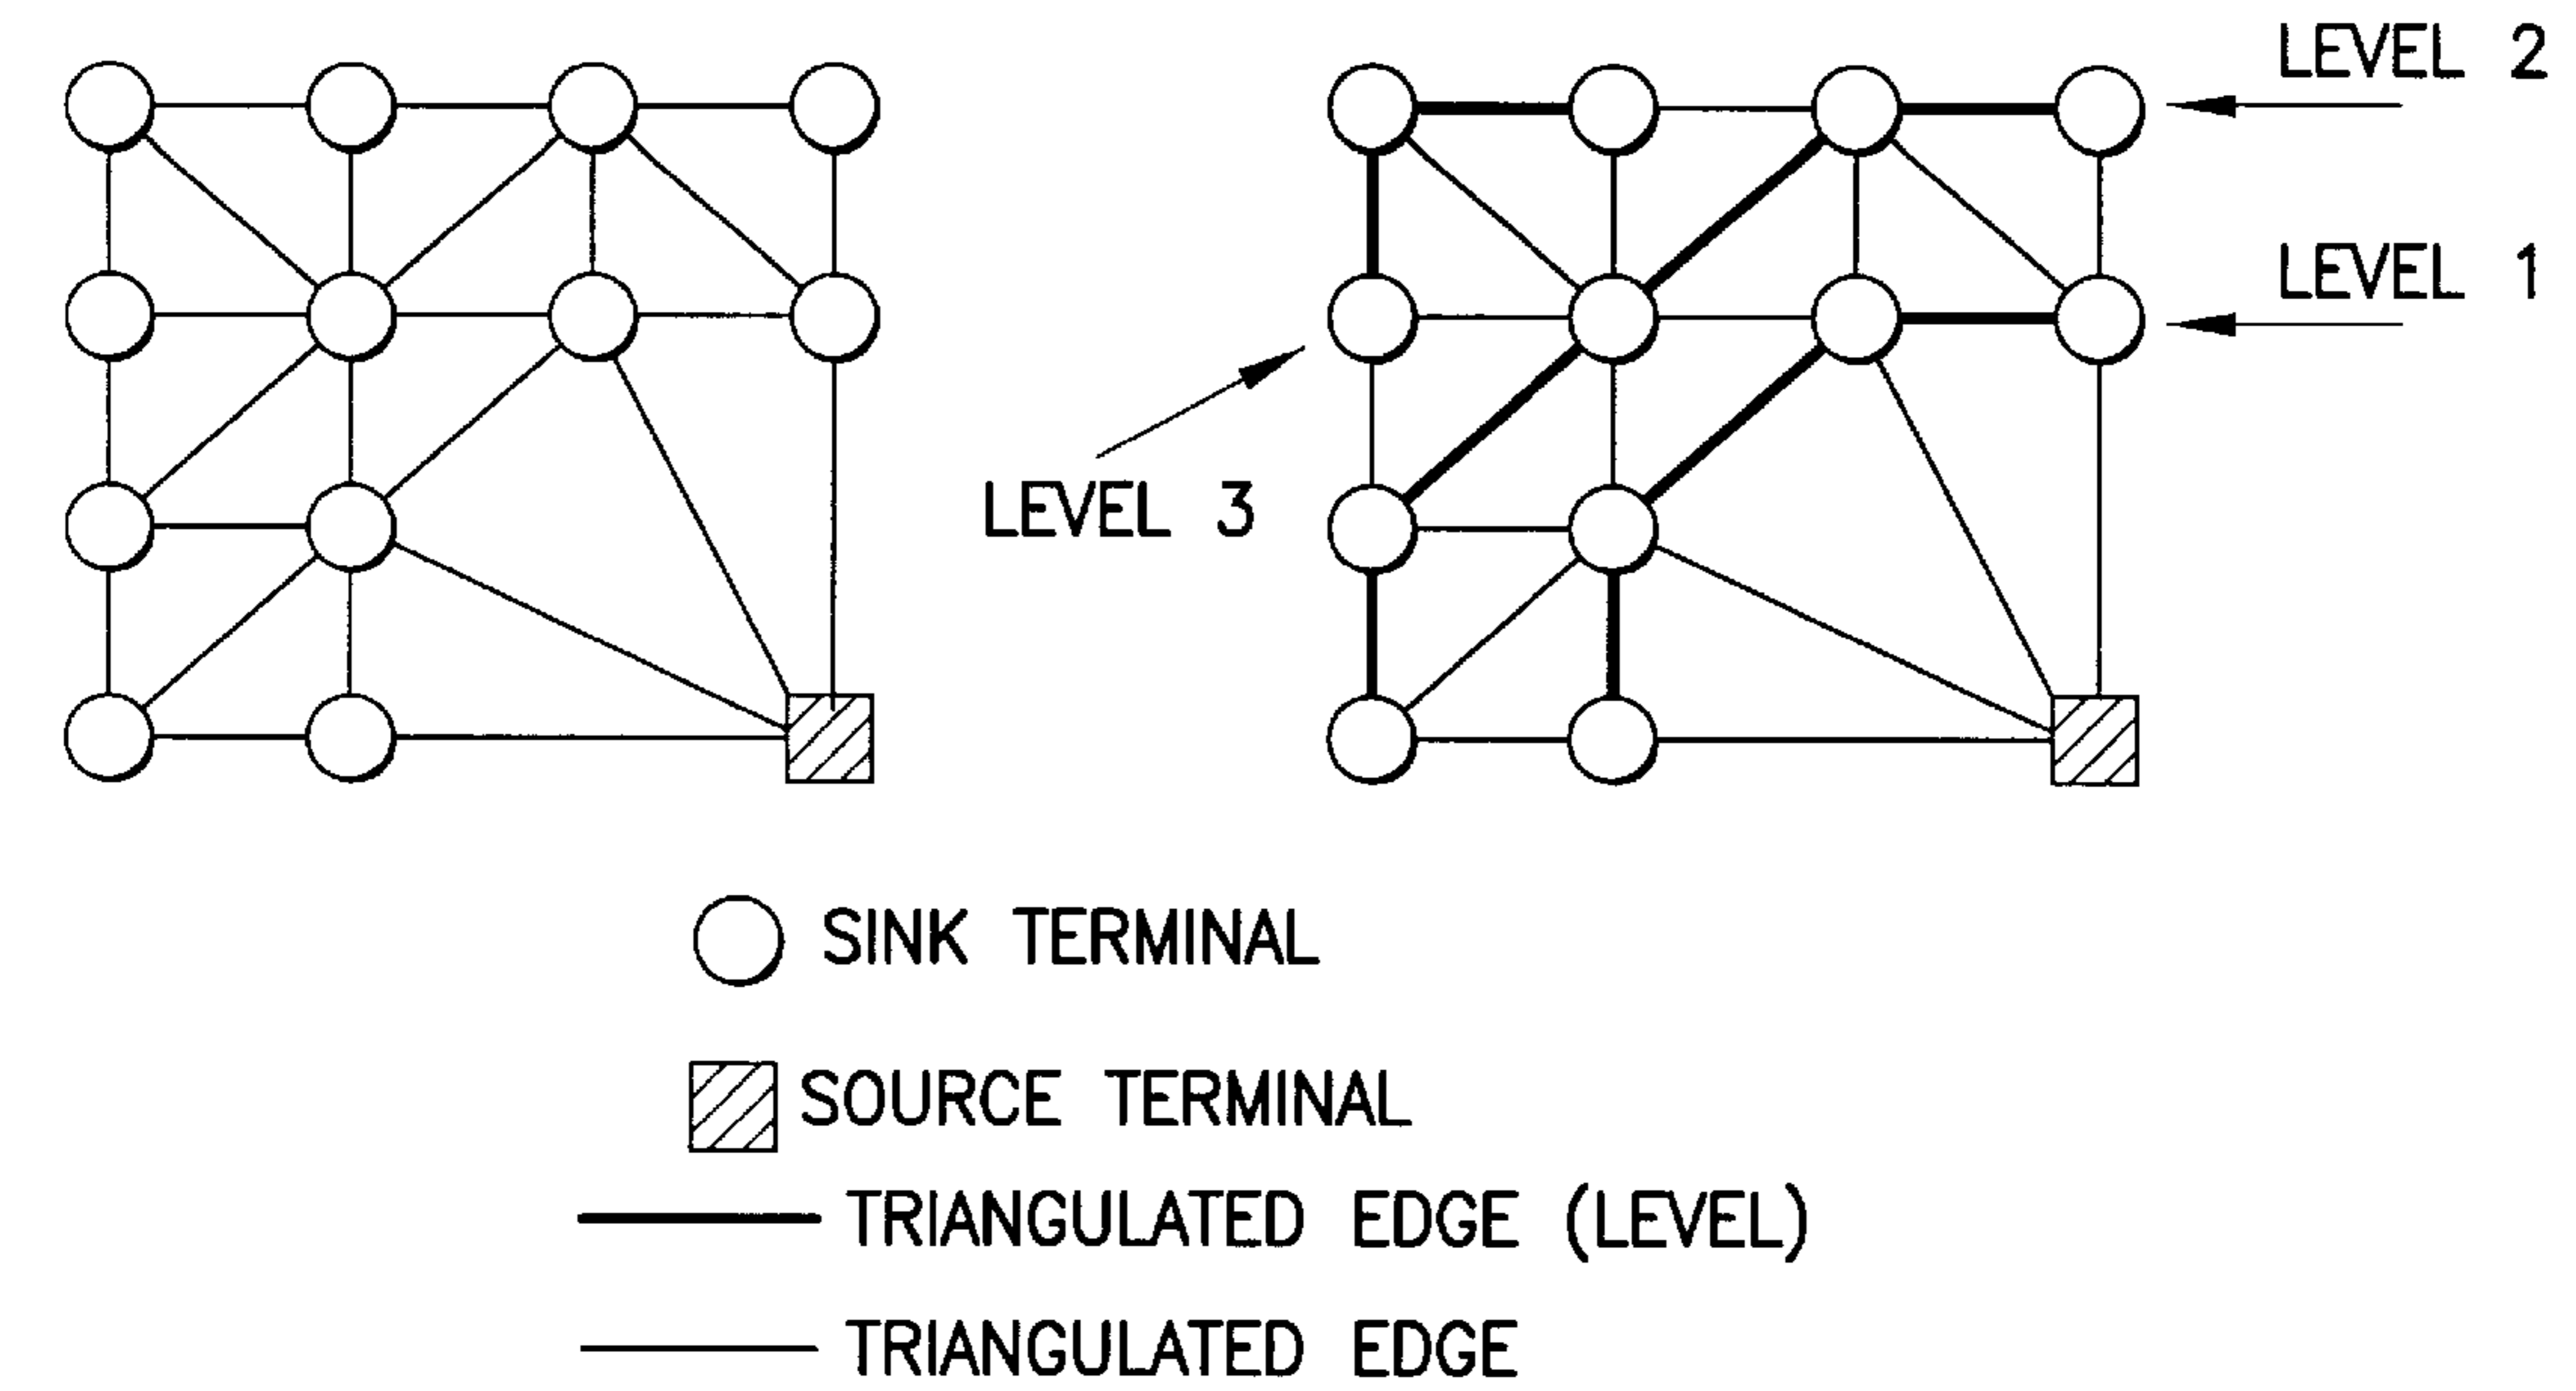 LEVEL 2
LEVEL 1
LEVEL 3
SINK TERMINAL
SOURCE TERMINAL
TRIANGULATED EDGE (LEVEL)
TRIANGULATED EDGE